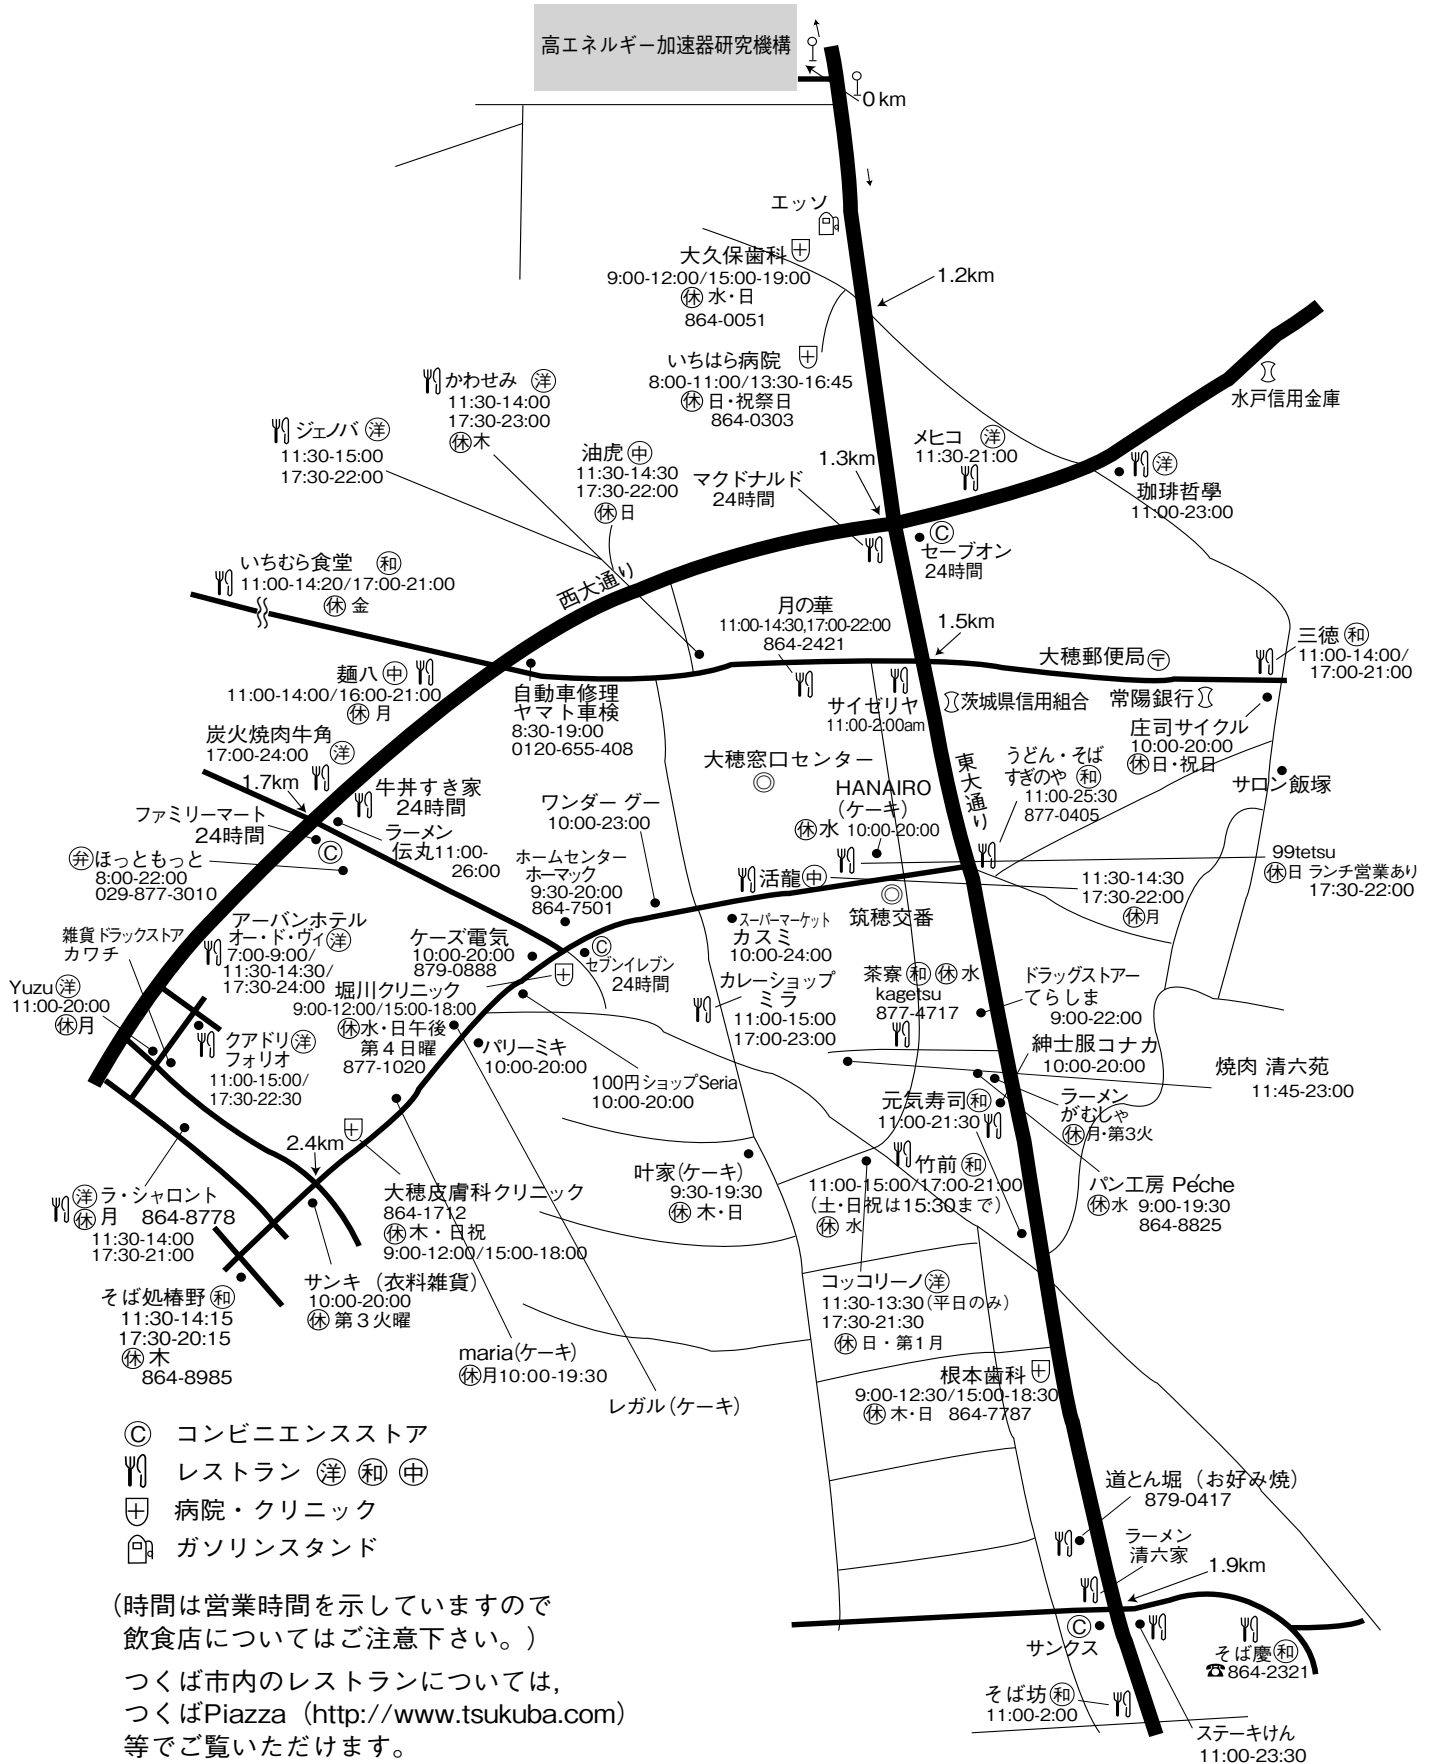 高エネルギー加速器研究機構
0km
エッソ
大久保歯科
9:00-12:00/15:00-19:00
休 水・日
864-0051
1.2km
いちはら病院
8:00-11:00/13:30-16:45
休 日・祝祭日
864-0303
水戸信用金庫
かわせみ 洋
11:30-14:00
17:30-23:00
休木
ジェノバ 洋
11:30-15:00
17:30-22:00
油虎 中
11:30-14:30
17:30-22:00
休日
マクドナルド
24時間
1.3km
メヒコ 洋
11:30-21:00
洋
珈琲哲學
11:00-23:00
C
セーブオン
24時間
いちむら食堂 和
11:00-14:20/17:00-21:00
休 金
西大通り
月の華
11:00-14:30,17:00-22:00
864-2421
1.5km
大穂郵便局〒
三徳 和
11:00-14:00/
17:00-21:00
麺八 中
11:00-14:00/16:00-21:00
休 月
自動車修理
ヤマト車検
8:30-19:00
0120-655-408
サイゼリヤ
11:00-2:00am
茨城県信用組合
常陽銀行
庄司サイクル
10:00-20:00
休日・祝日
サロン飯塚
炭火焼肉牛角
17:00-24:00 洋
1.7km
牛丼すき家
24時間
ファミリーマート
24時間
C
ラーメン
伝丸11:00-
26:00
弁ほっともっと
8:00-22:00
029-877-3010
ワンダー グー
10:00-23:00
ホームセンター
ホーマック
9:30-20:00
864-7501
大穂窓口センター
HANAIRO
(ケーキ)
休水 10:00-20:00
東大通り
うどん・そば
すぎのや 和
11:00-25:30
877-0405
99tetsu
休日 ランチ営業あり
17:30-22:00
活龍 中
11:30-14:30
17:30-22:00
休月
筑穂交番
スーパーマーケット
カスミ
10:00-24:00
アーバンホテル
オー・ド・ヴィ 洋
7:00-9:00/
11:30-14:30/
17:30-24:00
雑貨 ドラックストア
カワチ
Yuzu 洋
11:00-20:00
休月
ケーズ電気
10:00-20:00
879-0888
C
セブンイレブン
24時間
堀川クリニック
9:00-12:00/15:00-18:00
休水・日午後
第4日曜
877-1020
クアドリ 洋
フォリオ
11:00-15:00/
17:30-22:30
パリーミキ
10:00-20:00
100円ショップSeria
10:00-20:00
カレーショップ
ミラ
11:00-15:00
17:00-23:00
茶寮 和 休 水
kagetsu
877-4717
ドラッグストアー
てらしま
9:00-22:00
紳士服コナカ
10:00-20:00
焼肉 清六苑
11:45-23:00
元気寿司 和
11:00-21:30
ラーメン
がむしゃ
休月・第3火
2.4km
大穂皮膚科クリニック
864-1712
休木・日祝
9:00-12:00/15:00-18:00
叶家(ケーキ)
9:30-19:30
休 木・日
竹前 和
11:00-15:00/17:00-21:00
(土・日祝は15:30まで)
休 水
パン工房 Péche
休水 9:00-19:30
864-8825
洋ラ・シャロント
休月 864-8778
11:30-14:00
17:30-21:00
そば処椿野 和
11:30-14:15
17:30-20:15
休 木
864-8985
サンキ (衣料雑貨)
10:00-20:00
休 第3火曜
コッコリーノ 洋
11:30-13:30(平日のみ)
17:30-21:30
休 日・第1月
maria(ケーキ)
休月10:00-19:30
レガル(ケーキ)
根本歯科
9:00-12:30/15:00-18:30
休 木・日 864-7787
道とん堀 (お好み焼)
879-0417
ラーメン
清六家
1.9km
C
サンクス
そば慶 和
☎864-2321
そば坊 和
11:00-2:00
ステーキけん
11:00-23:30
C コンビニエンスストア
レストラン 洋 和 中
病院・クリニック
ガソリンスタンド
(時間は営業時間を示していますので
飲食店についてはご注意下さい。)
つくば市内のレストランについては,
つくばPiazza (http://www.tsukuba.com)
等でご覧いただけます。